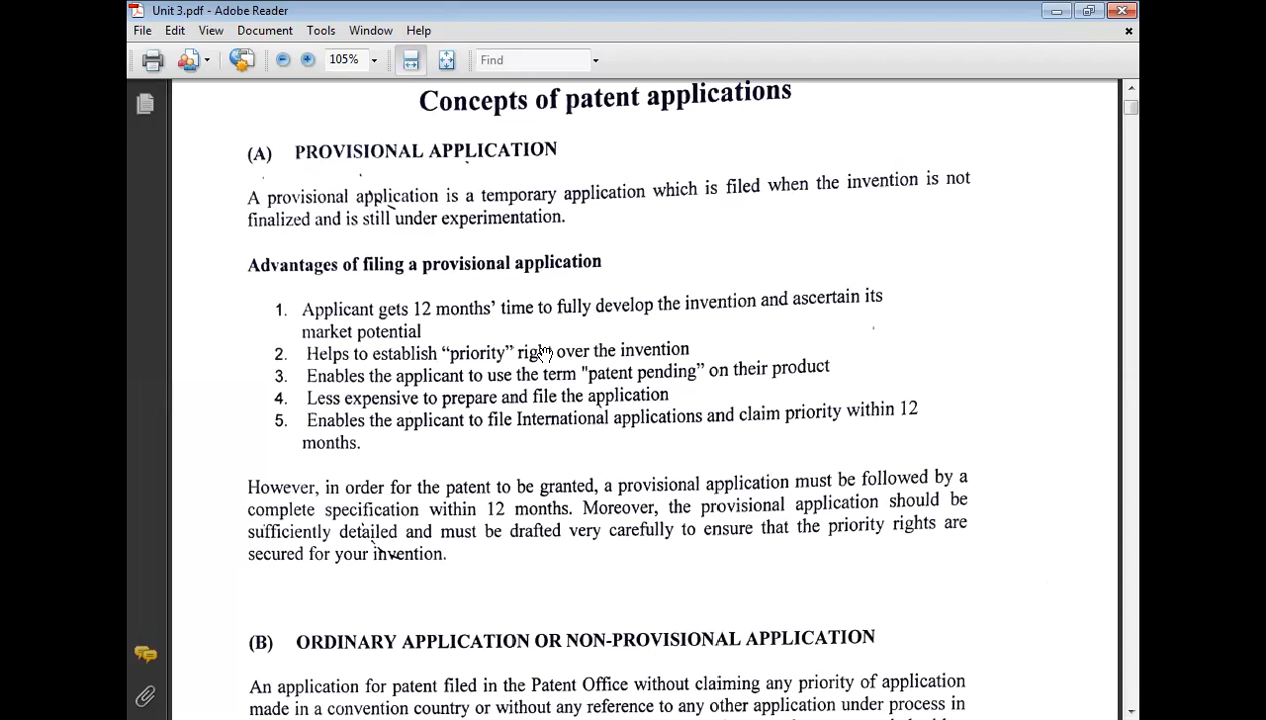 Unit 3.pdf - Adobe Reader
File Edit View Document Tools Window Help
105% Find
Concepts of patent applications
(A) PROVISIONAL APPLICATION
A provisional application is a temporary application which is filed when the invention is not
finalized and is still under experimentation.
Advantages of filing a provisional application
1. Applicant gets 12 months' time to fully develop the invention and ascertain its
market potential
2. Helps to establish “priority” right over the invention
3. Enables the applicant to use the term "patent pending” on their product
4. Less expensive to prepare and file the application
5. Enables the applicant to file International applications and claim priority within 12
months.
However, in order for the patent to be granted, a provisional application must be followed by a
complete specification within 12 months. Moreover, the provisional application should be
sufficiently detailed and must be drafted very carefully to ensure that the priority rights are
secured for your invention.
(B) ORDINARY APPLICATION OR NON-PROVISIONAL APPLICATION
An application for patent filed in the Patent Office without claiming any priority of application
made in a convention country or without any reference to any other application under process in